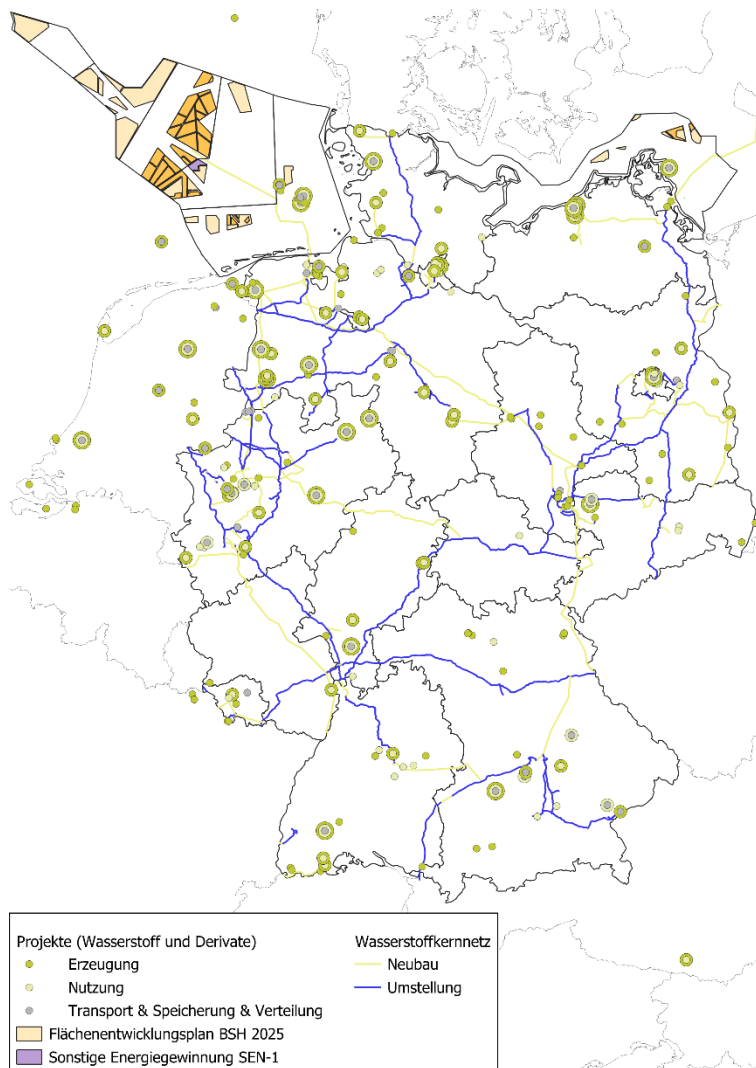 Projekte (Wasserstoff und Derivate)
Erzeugung
Nutzung
Transport & Speicherung & Verteilung
Flächenentwicklungsplan BSH 2025
Sonstige Energiegewinnung SEN-1
Wasserstoffkernnetz
Neubau
Umstellung